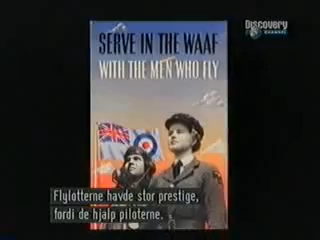 Discovery
CHANNEL
SERVE IN THE WAAF
WITH THE MEN WHO FLY
Flylotterne havde stor prestige,
fordi de hjalp piloterne.